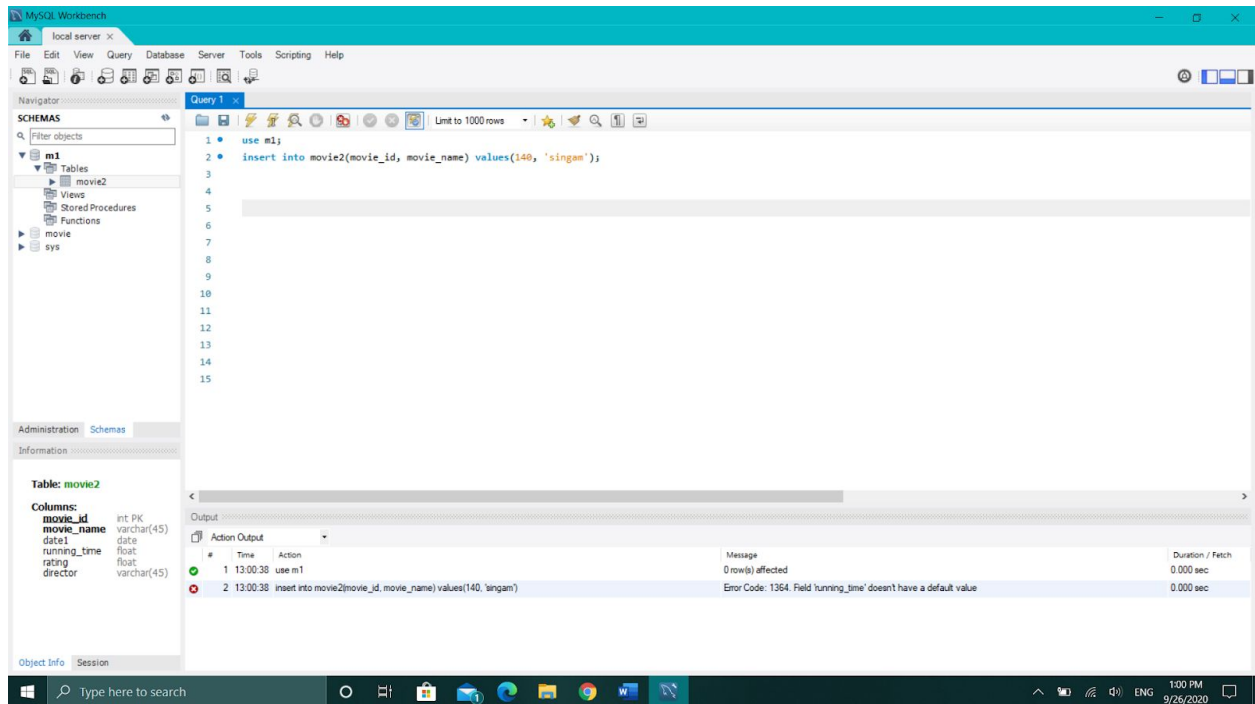 MySQL Workbench
local server ×
File Edit View Query Database Server Tools Scripting Help
Navigator
SCHEMAS
Filter objects
m1
Tables
movie2
Views
Stored Procedures
Functions
movie
sys
Administration Schemas
Information
Table: movie2
Columns:
movie_id int PK
movie_name varchar(45)
date1 date
running_time float
rating float
director varchar(45)
Object Info Session
Query 1 ×
Limit to 1000 rows
1 use m1;
2 insert into movie2(movie_id, movie_name) values(140, 'singam');
3
4
5
6
7
8
9
10
11
12
13
14
15
Output
Action Output
# Time Action Message Duration / Fetch
1 13:00:38 use m1 0 row(s) affected 0.000 sec
2 13:00:38 insert into movie2(movie_id, movie_name) values(140, 'singam') Error Code: 1364. Field 'running_time' doesn't have a default value 0.000 sec
Type here to search
1
W
ENG
1:00 PM
9/26/2020